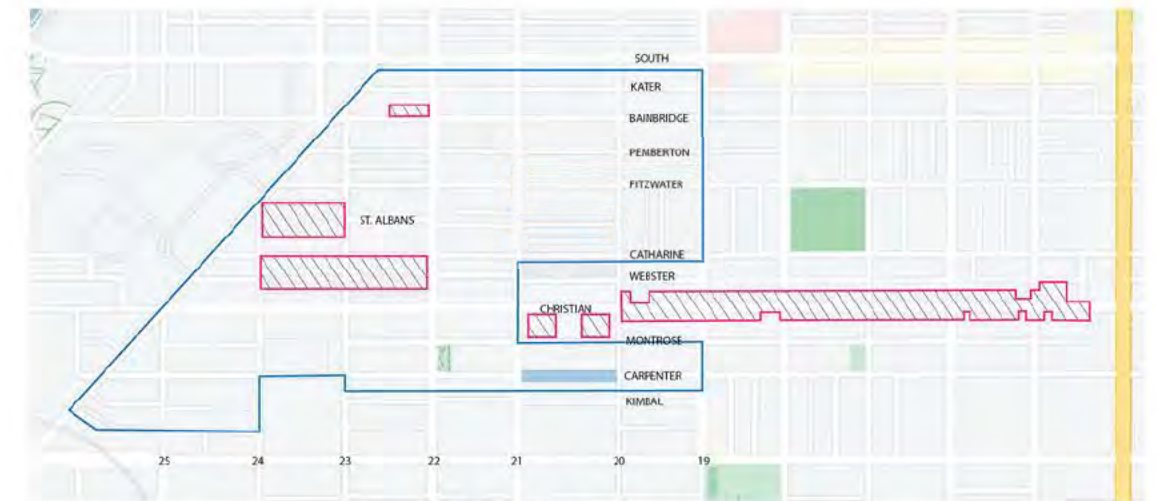 SOUTH
KATER
BAINBRIDGE
PEMBERTON
FITZWATER
ST. ALBANS
CATHARINE
WEBSTER
CHRISTIAN
MONTROSE
CARPENTER
KIMBAL
25 24 23 22 21 20 19